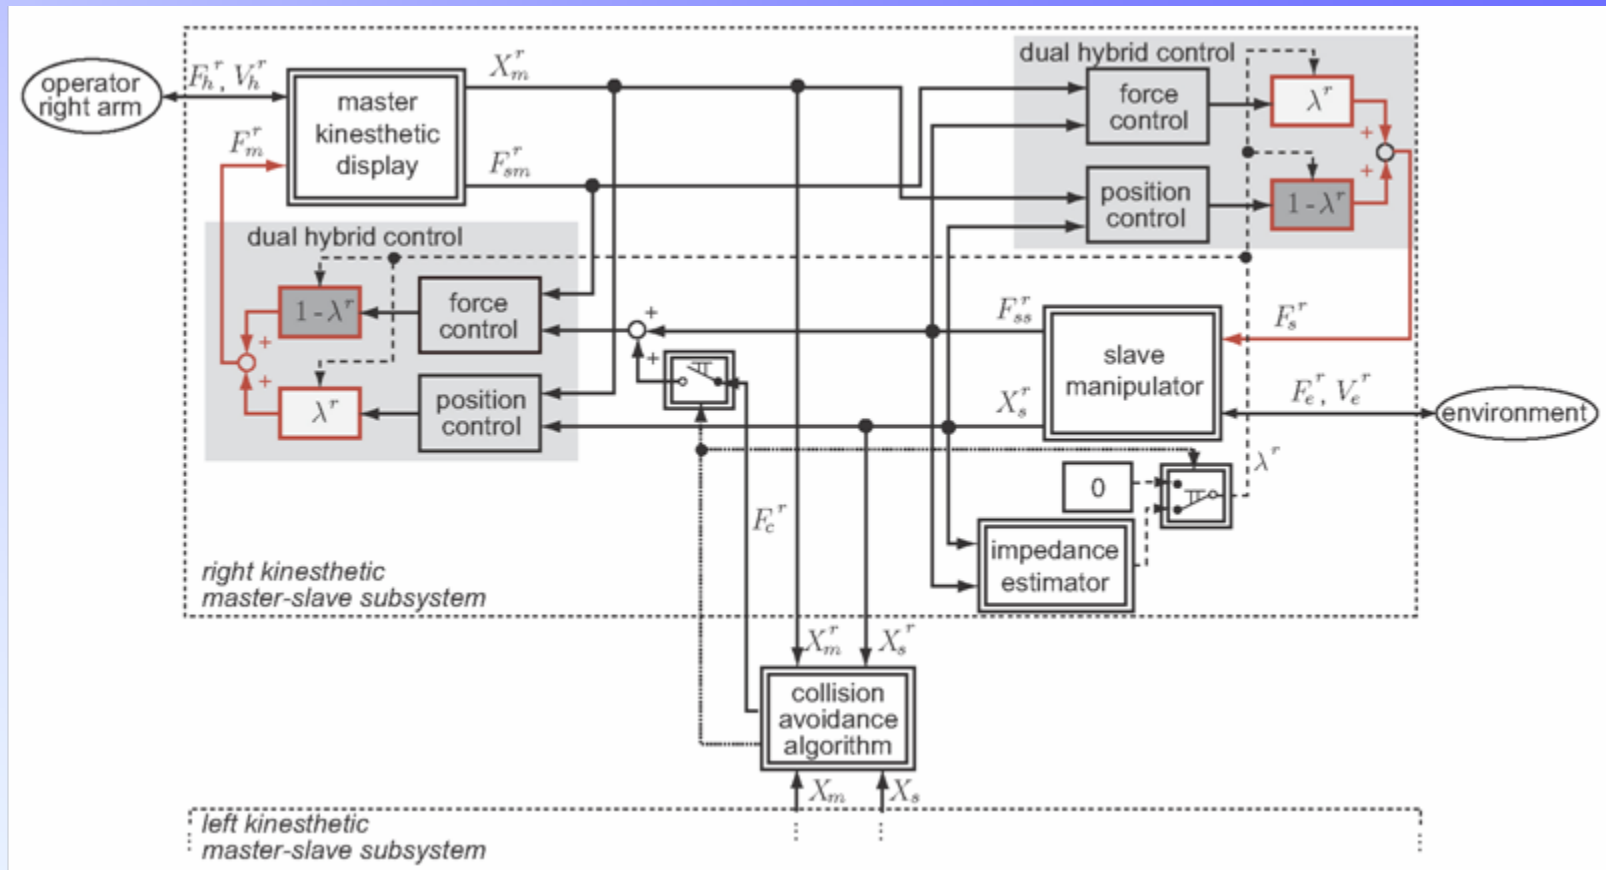 operator
right arm
F_h^r, V_h^r
F_m^r
master
kinesthetic
display
X_m^r
F_sm^r
dual hybrid control
force
control
position
control
λ^r
1 - λ^r
+
+
dual hybrid control
1 - λ^r
λ^r
+
+
force
control
position
control
+
+
F_ss^r
X_s^r
slave
manipulator
F_s^r
F_e^r, V_e^r
environment
λ^r
0
impedance
estimator
F_c^r
right kinesthetic
master-slave subsystem
X_m^r
X_s^r
collision
avoidance
algorithm
X_m
X_s
left kinesthetic
master-slave subsystem